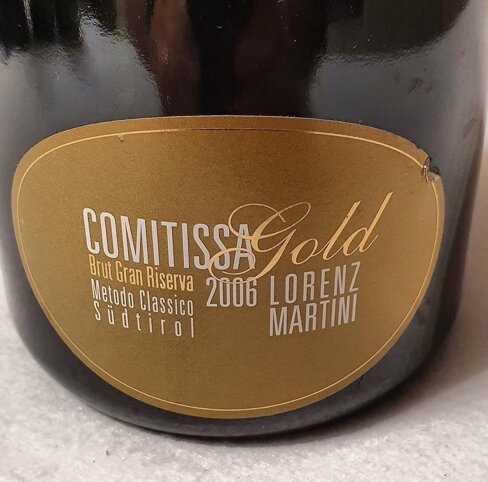 COMITISSA Gold
Brut Gran Riserva
Metodo Classico
Südtirol
2006
LORENZ
MARTINI